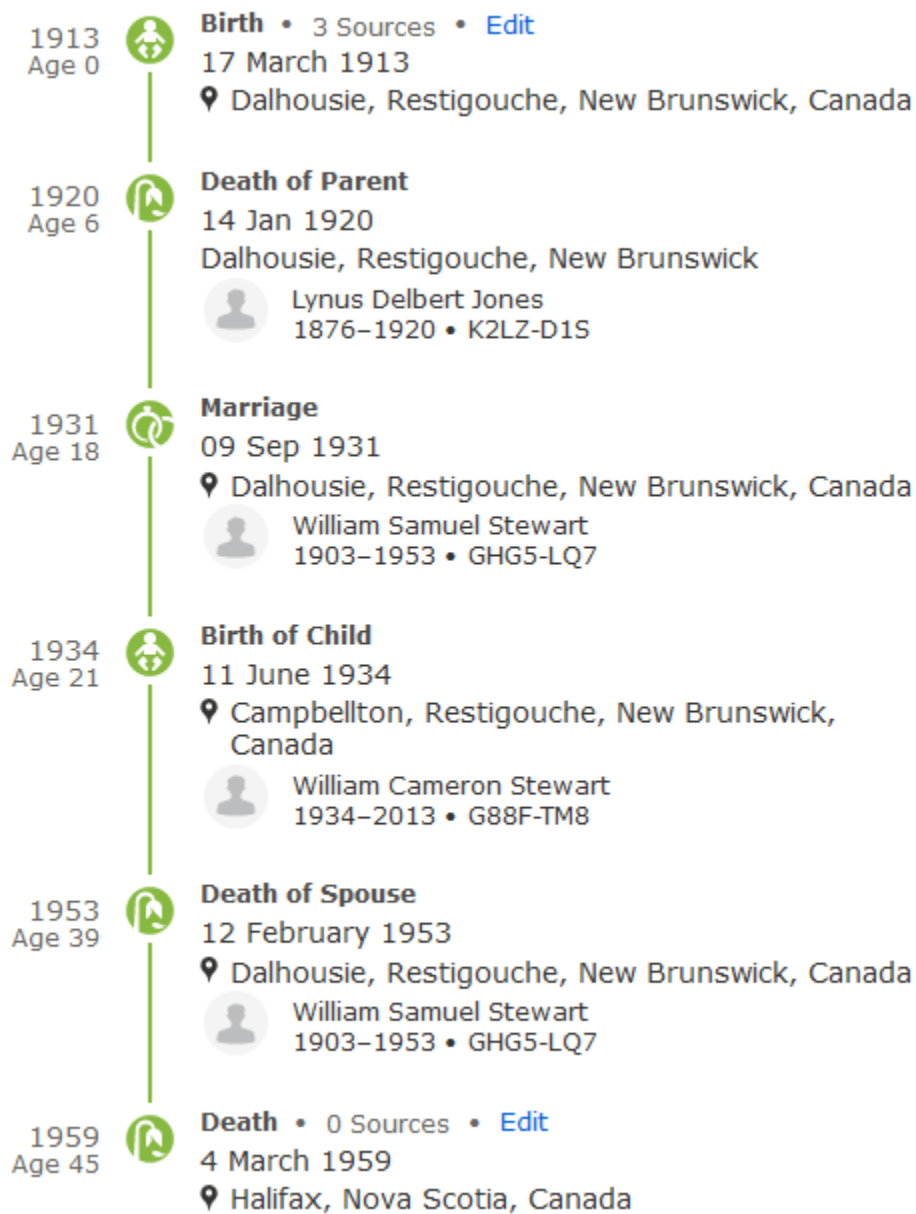 1913
Age 0
Birth • 3 Sources • Edit
17 March 1913
Dalhousie, Restigouche, New Brunswick, Canada
1920
Age 6
Death of Parent
14 Jan 1920
Dalhousie, Restigouche, New Brunswick
Lynus Delbert Jones
1876–1920 • K2LZ-D1S
1931
Age 18
Marriage
09 Sep 1931
Dalhousie, Restigouche, New Brunswick, Canada
William Samuel Stewart
1903–1953 • GHG5-LQ7
1934
Age 21
Birth of Child
11 June 1934
Campbellton, Restigouche, New Brunswick,
Canada
William Cameron Stewart
1934–2013 • G88F-TM8
1953
Age 39
Death of Spouse
12 February 1953
Dalhousie, Restigouche, New Brunswick, Canada
William Samuel Stewart
1903–1953 • GHG5-LQ7
1959
Age 45
Death • 0 Sources • Edit
4 March 1959
Halifax, Nova Scotia, Canada